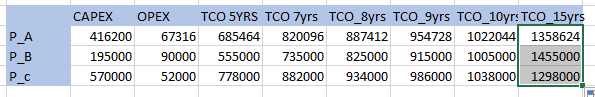 CAPEX OPEX TCO 5YRS TCO 7yrs TCO_8yrs TCO_9yrs TCO_10yrs TCO_15yrs
P_A 416200 67316 685464 820096 887412 954728 1022044 1358624
P_B 195000 90000 555000 735000 825000 915000 1005000 1455000
P_c 570000 52000 778000 882000 934000 986000 1038000 1298000